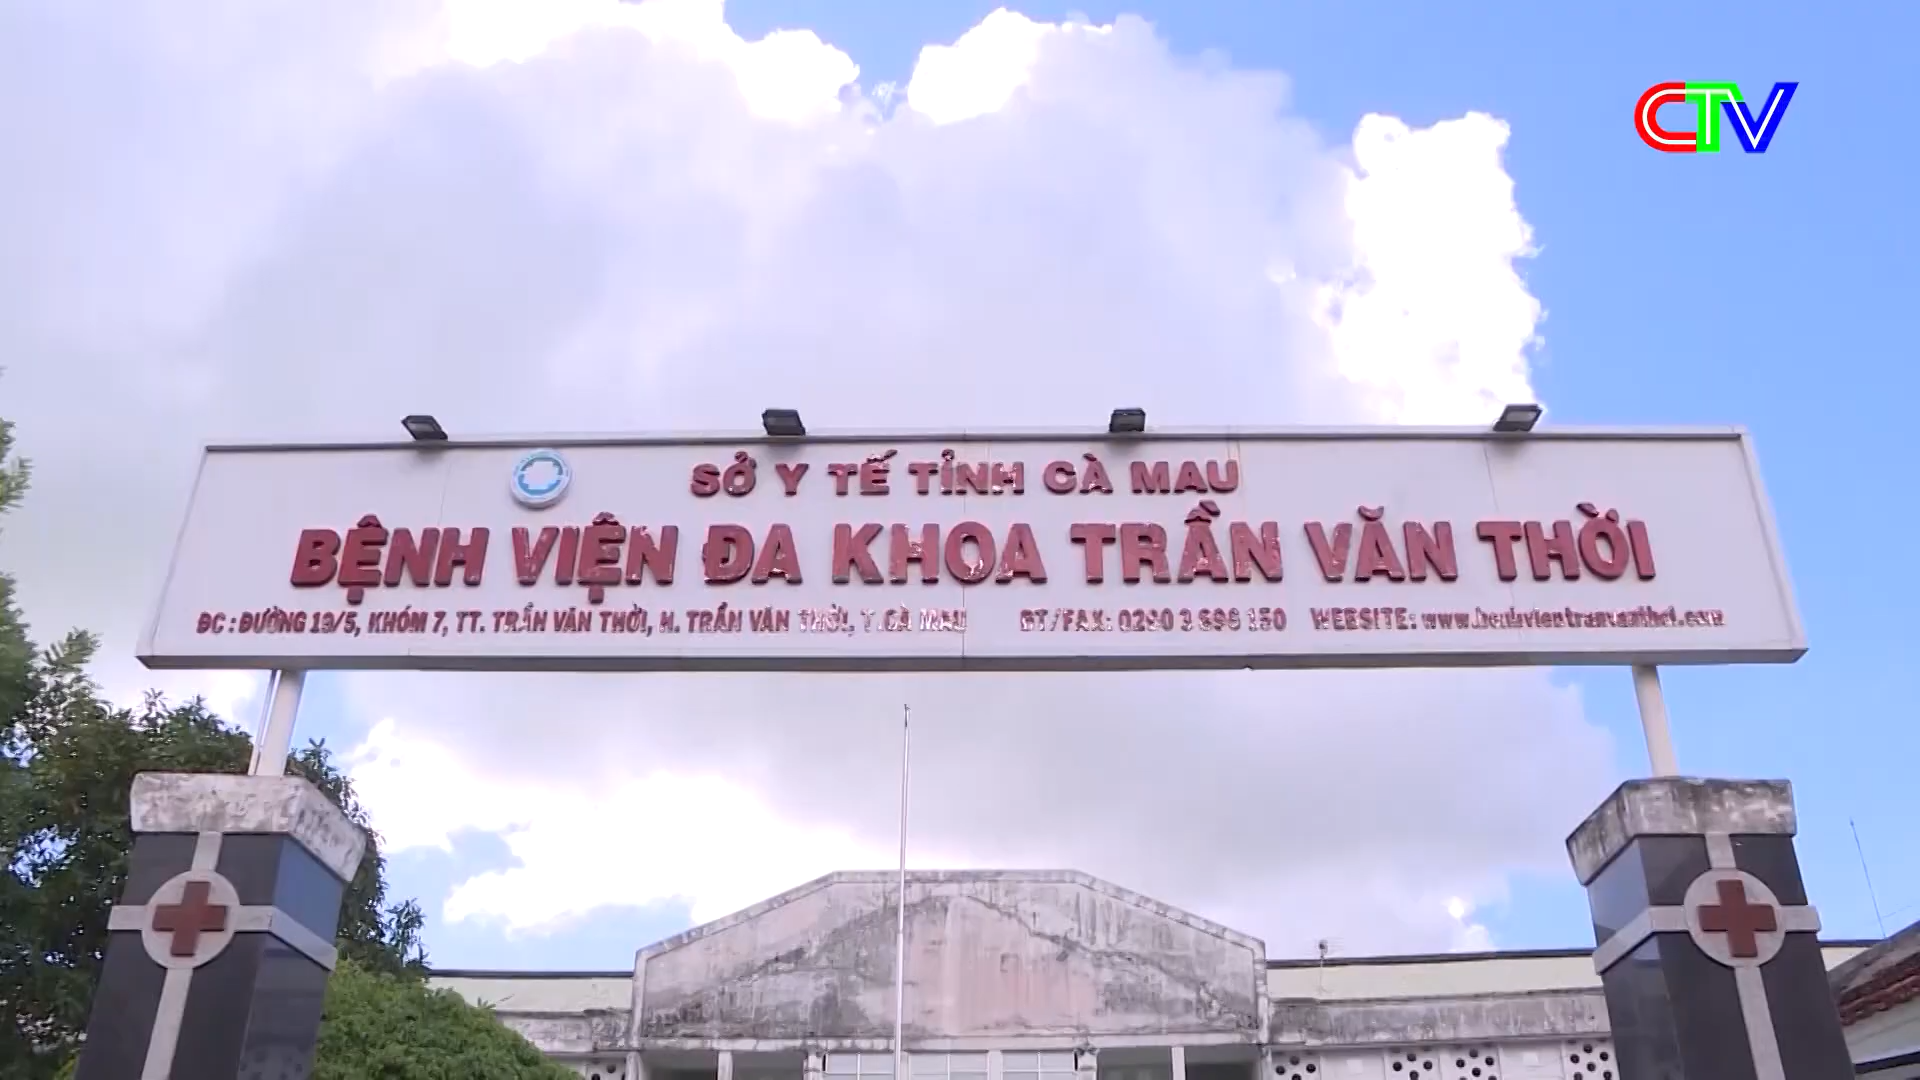 CTV
SỞ Y TẾ TỈNH CÀ MAU
BỆNH VIỆN ĐA KHOA TRẦN VĂN THỜI
ĐC : ĐƯỜNG 19/5, KHÓM 7, TT. TRẦN VĂN THỜI, H. TRẦN VĂN THỜI, T.CÀ MAU ĐT/FAX: 0290 3 896 150 WEBSITE: